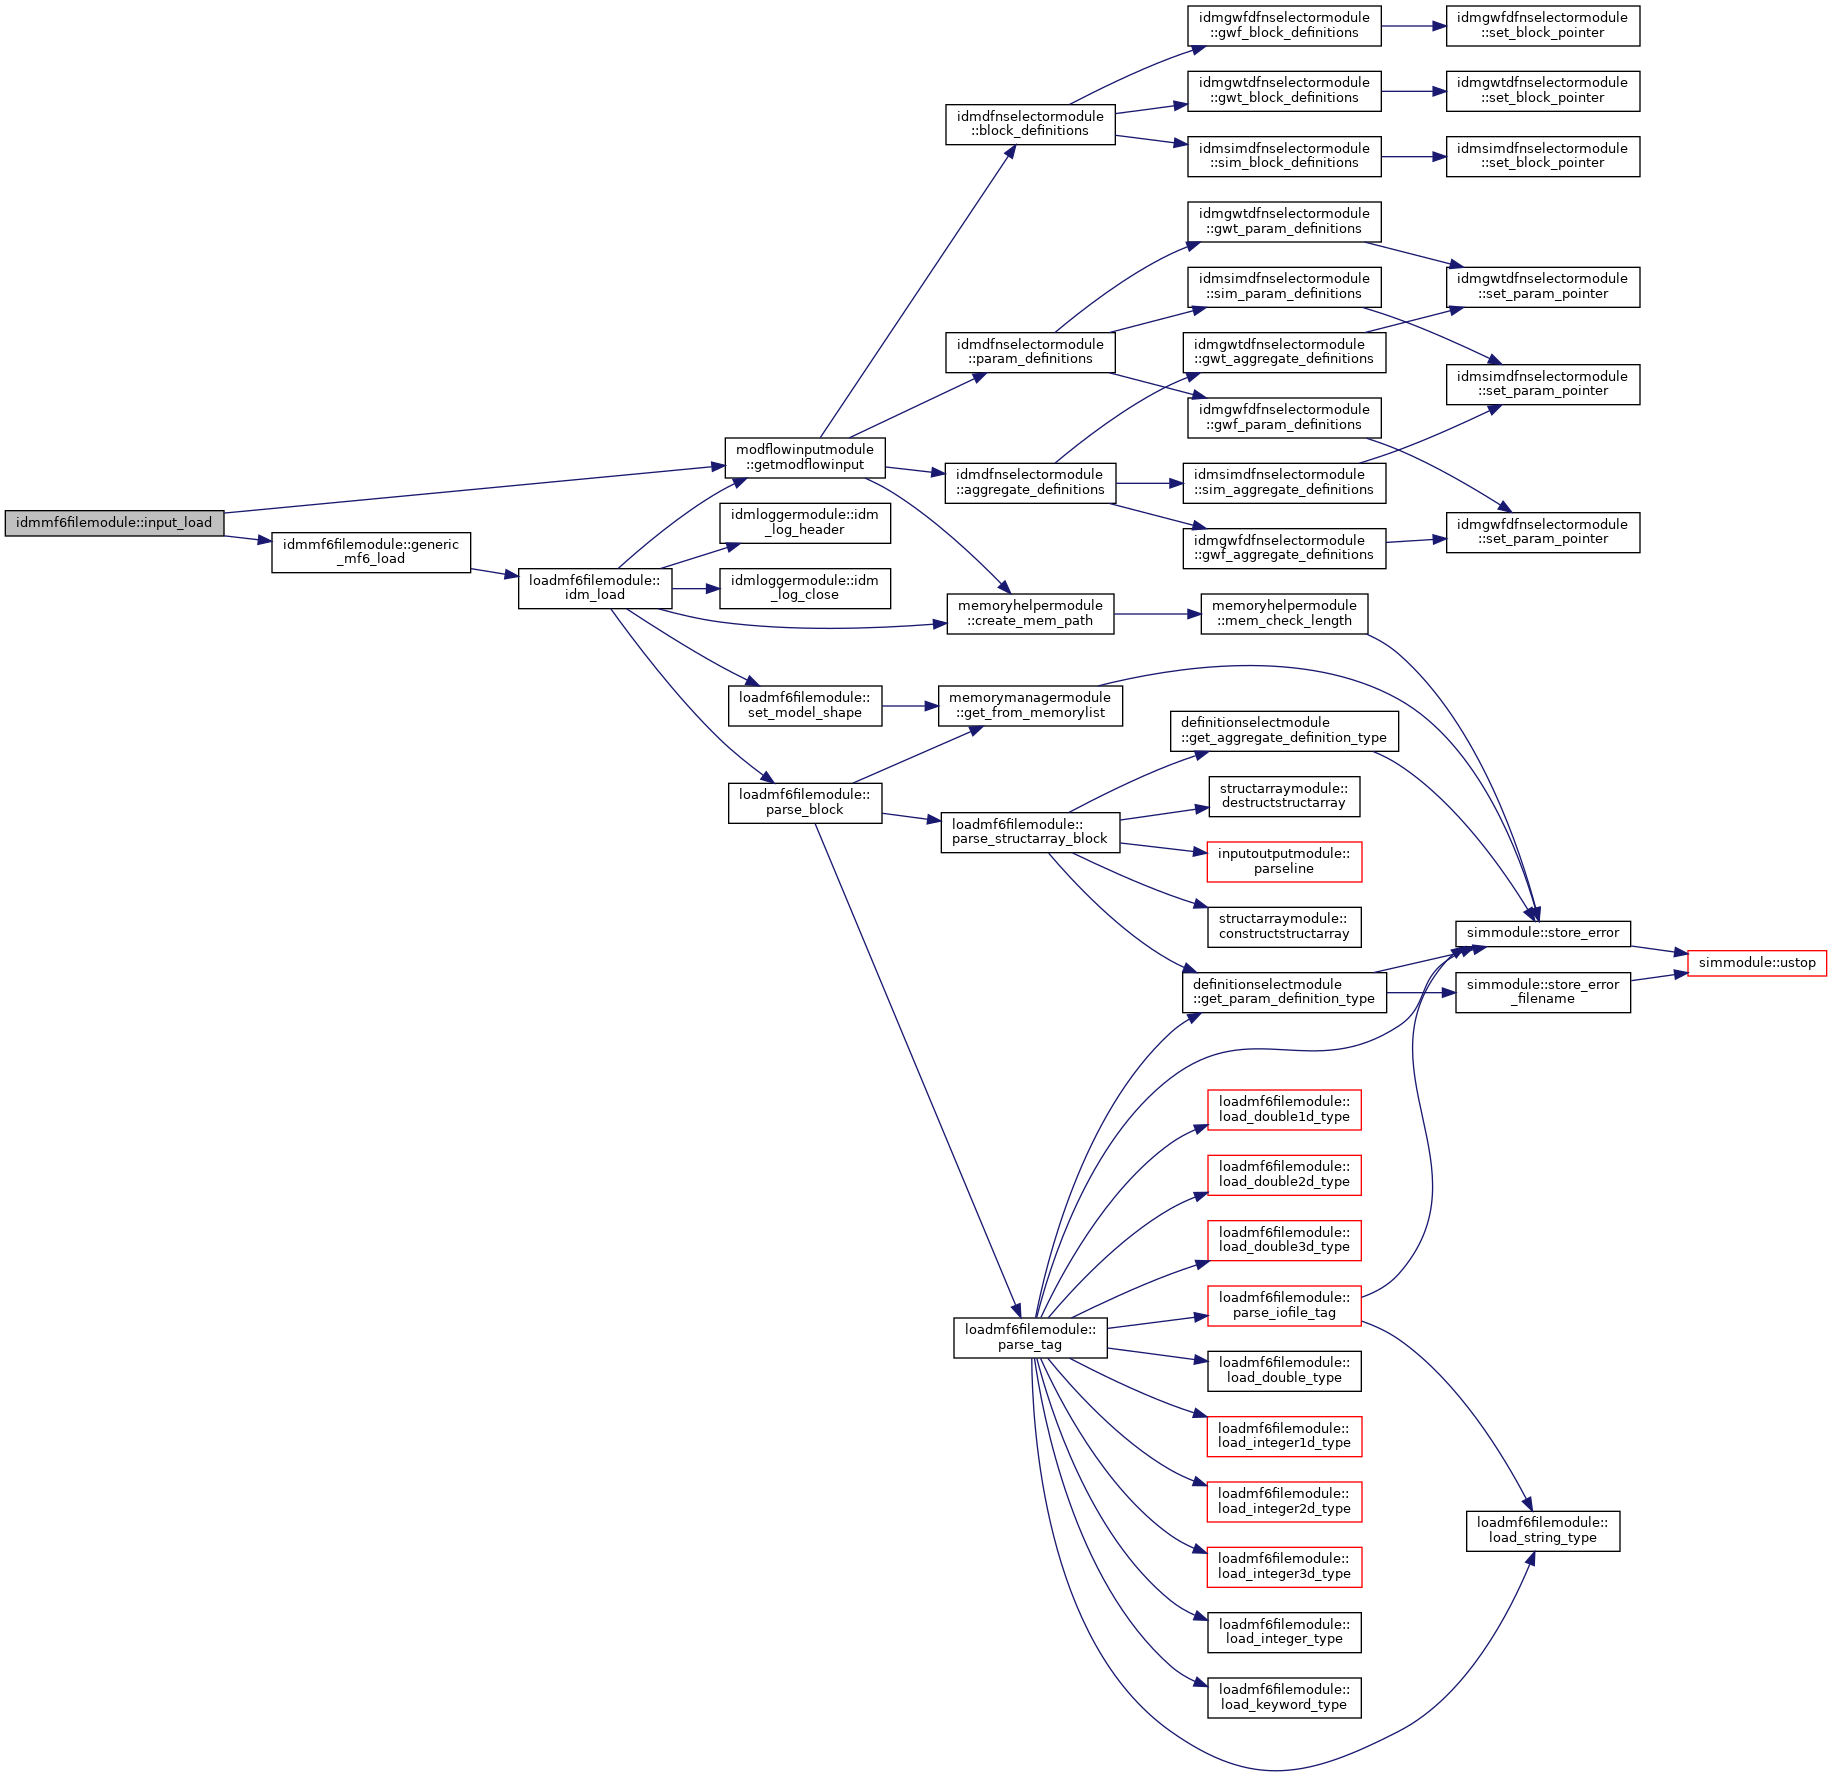 idmmf6filemodule::input_load
idmmf6filemodule::generic
_mf6_load
loadmf6filemodule::
idm_load
modflowinputmodule
::getmodflowinput
idmloggermodule::idm
_log_header
idmloggermodule::idm
_log_close
loadmf6filemodule::
set_model_shape
loadmf6filemodule::
parse_block
idmdfnselectormodule
::block_definitions
idmdfnselectormodule
::param_definitions
idmdfnselectormodule
::aggregate_definitions
memoryhelpermodule
::create_mem_path
memorymanagermodule
::get_from_memorylist
loadmf6filemodule::
parse_structarray_block
loadmf6filemodule::
parse_tag
idmgwfdfnselectormodule
::gwf_block_definitions
idmgwtdfnselectormodule
::gwt_block_definitions
idmsimdfnselectormodule
::sim_block_definitions
idmgwtdfnselectormodule
::gwt_param_definitions
idmsimdfnselectormodule
::sim_param_definitions
idmgwtdfnselectormodule
::gwt_aggregate_definitions
idmgwfdfnselectormodule
::gwf_param_definitions
idmsimdfnselectormodule
::sim_aggregate_definitions
idmgwfdfnselectormodule
::gwf_aggregate_definitions
memoryhelpermodule
::mem_check_length
definitionselectmodule
::get_aggregate_definition_type
structarraymodule::
destructstructarray
inputoutputmodule::
parseline
structarraymodule::
constructstructarray
definitionselectmodule
::get_param_definition_type
loadmf6filemodule::
load_double1d_type
loadmf6filemodule::
load_double2d_type
loadmf6filemodule::
load_double3d_type
loadmf6filemodule::
parse_iofile_tag
loadmf6filemodule::
load_double_type
loadmf6filemodule::
load_integer1d_type
loadmf6filemodule::
load_integer2d_type
loadmf6filemodule::
load_integer3d_type
loadmf6filemodule::
load_integer_type
loadmf6filemodule::
load_keyword_type
idmgwfdfnselectormodule
::set_block_pointer
idmgwtdfnselectormodule
::set_block_pointer
idmsimdfnselectormodule
::set_block_pointer
idmgwtdfnselectormodule
::set_param_pointer
idmsimdfnselectormodule
::set_param_pointer
idmgwfdfnselectormodule
::set_param_pointer
simmodule::store_error
simmodule::store_error
_filename
loadmf6filemodule::
load_string_type
simmodule::ustop